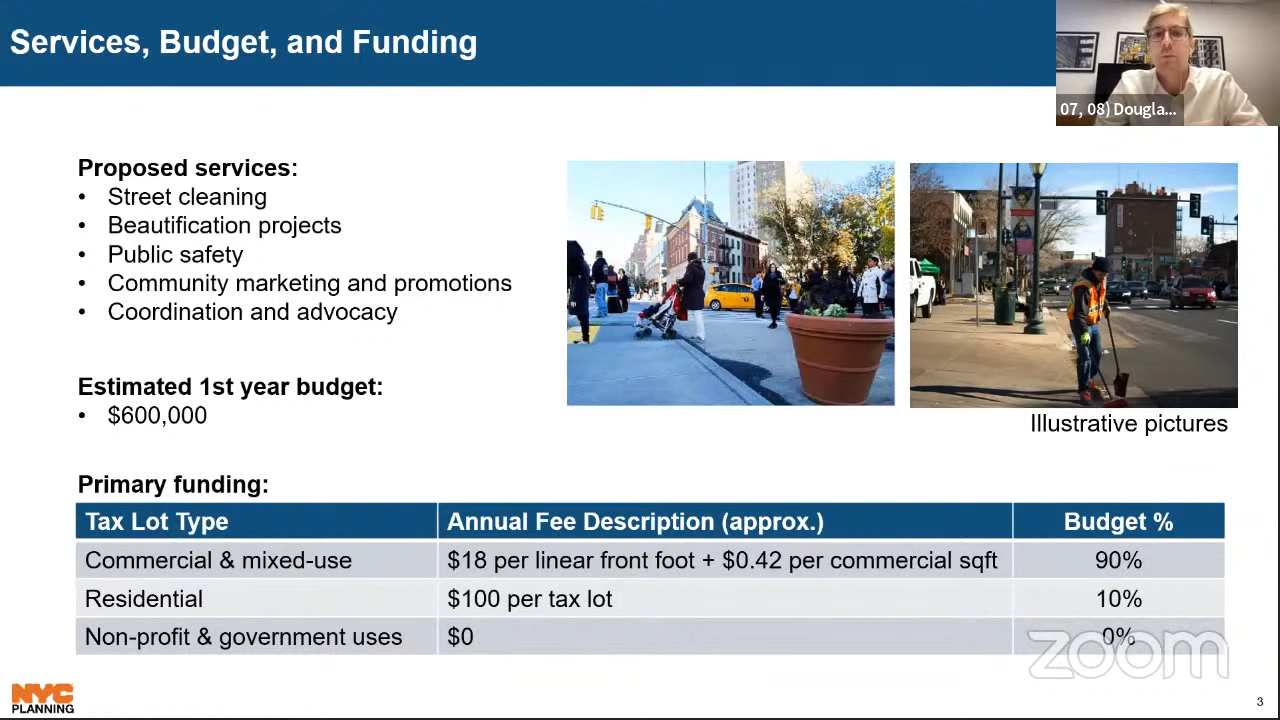 Services, Budget, and Funding
07, 08) Dougla...
Proposed services:
• Street cleaning
• Beautification projects
• Public safety
• Community marketing and promotions
• Coordination and advocacy
Illustrative pictures
Estimated 1st year budget:
• $600,000
Primary funding:
Tax Lot Type Annual Fee Description (approx.) Budget %
Commercial & mixed-use $18 per linear front foot + $0.42 per commercial sqft 90%
Residential $100 per tax lot 10%
Non-profit & government uses $0 0%
zoom
NYC
PLANNING
3